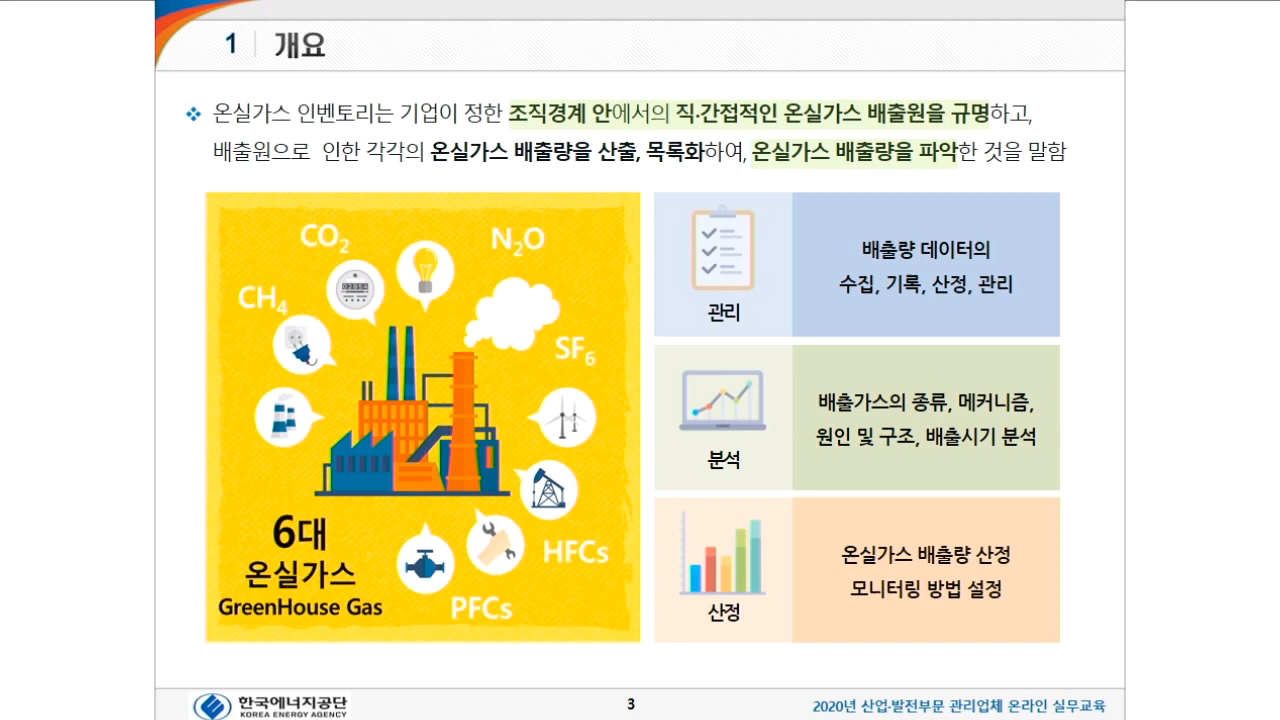 1 개요
온실가스 인벤토리는 기업이 정한 조직경계 안에서의 직·간접적인 온실가스 배출원을 규명하고,
배출원으로 인한 각각의 온실가스 배출량을 산출, 목록화하여, 온실가스 배출량을 파악한 것을 말함
CO2
N2O
CH4
SF6
HFCs
PFCs
6대
온실가스
GreenHouse Gas
관리
배출량 데이터의
수집, 기록, 산정, 관리
분석
배출가스의 종류, 메커니즘,
원인 및 구조, 배출시기 분석
산정
온실가스 배출량 산정
모니터링 방법 설정
한국에너지공단
KOREA ENERGY AGENCY
3
2020년 산업·발전부문 관리업체 온라인 실무교육